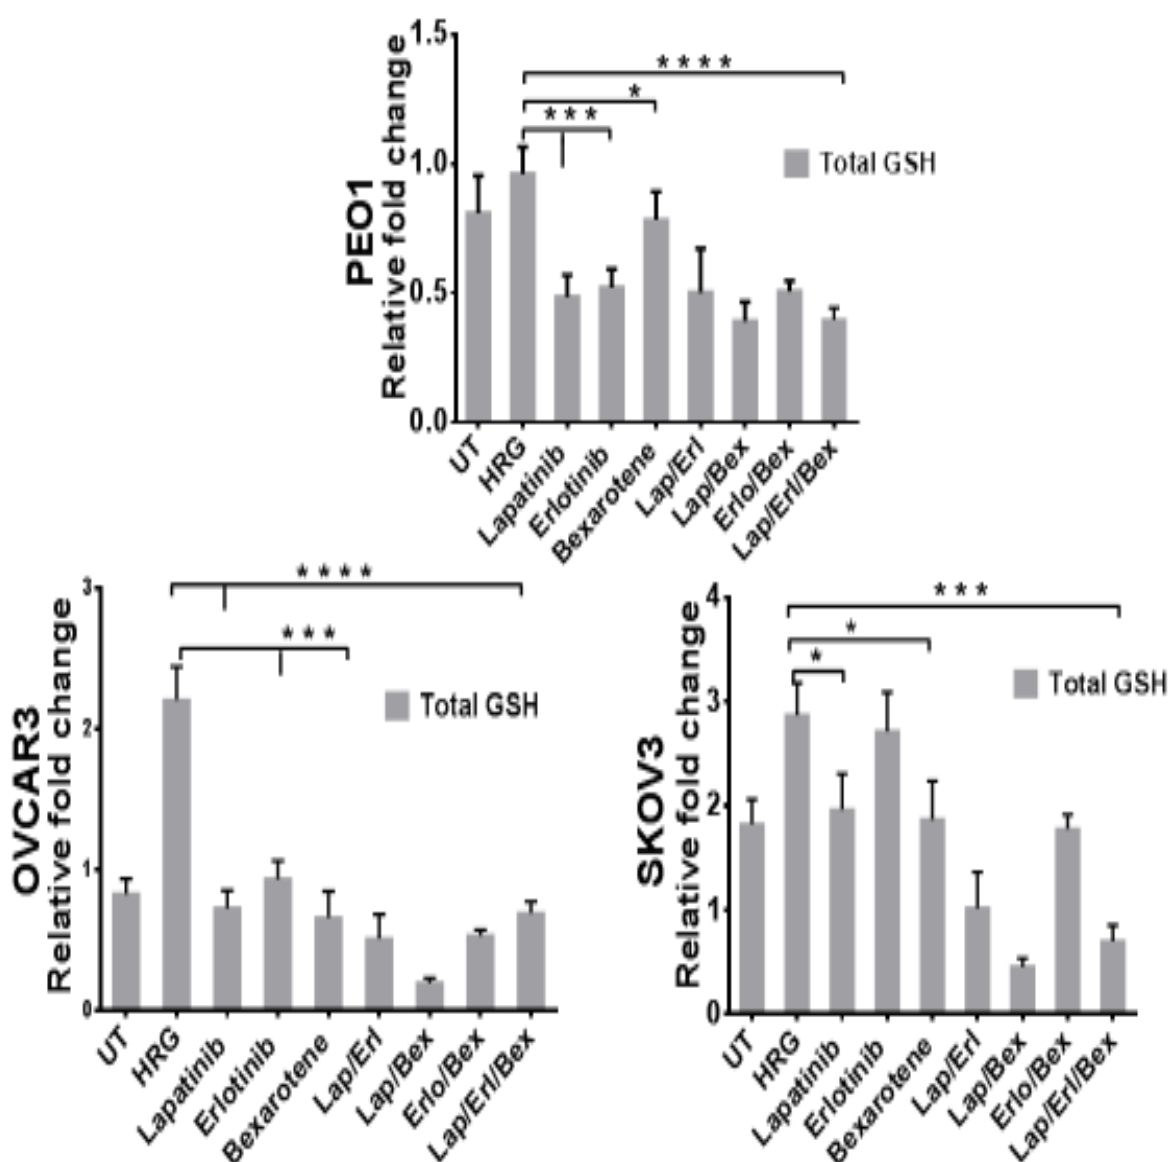 PEO1
Relative fold change
1.5
1.0
0.5
0.0
****
*
***
Total GSH
UT
HRG
Lapatinib
Erlotinib
Bexarotene
Lap/Erl
Lap/Bex
Erlo/Bex
Lap/Erl/Bex
OVCAR3
Relative fold change
3
2
1
0
****
***
Total GSH
UT
HRG
Lapatinib
Erlotinib
Bexarotene
Lap/Erl
Lap/Bex
Erlo/Bex
Lap/Erl/Bex
SKOV3
Relative fold change
4
3
2
1
0
***
*
*
Total GSH
UT
HRG
Lapatinib
Erlotinib
Bexarotene
Lap/Erl
Lap/Bex
Erlo/Bex
Lap/Erl/Bex